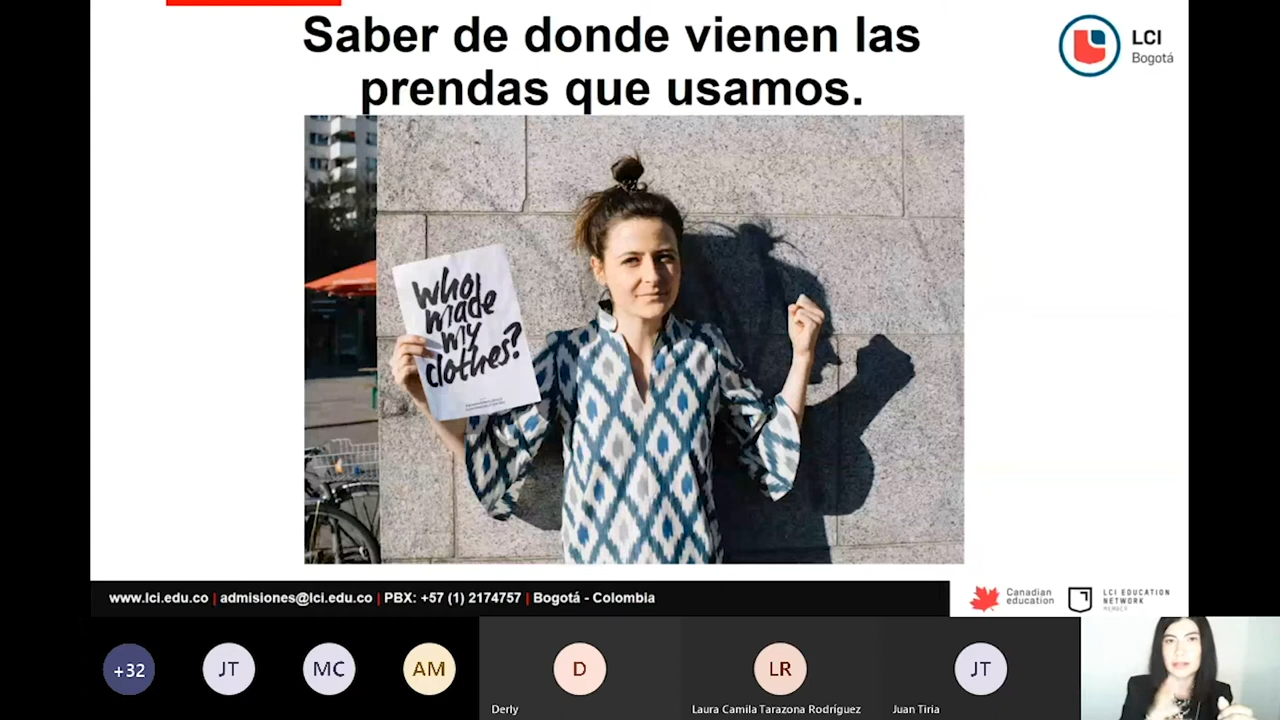 Saber de donde vienen las
prendas que usamos.
LCI
Bogotá
who
made
my
clothes?
www.lci.edu.co | admisiones@lci.edu.co | PBX: +57 (1) 2174757 | Bogotá - Colombia
Canadian
education
LCI EDUCATION
NETWORK
MEMBER
+32
JT
MC
AM
D
LR
JT
Derly
Laura Camila Tarazona Rodríguez
Juan Tiria